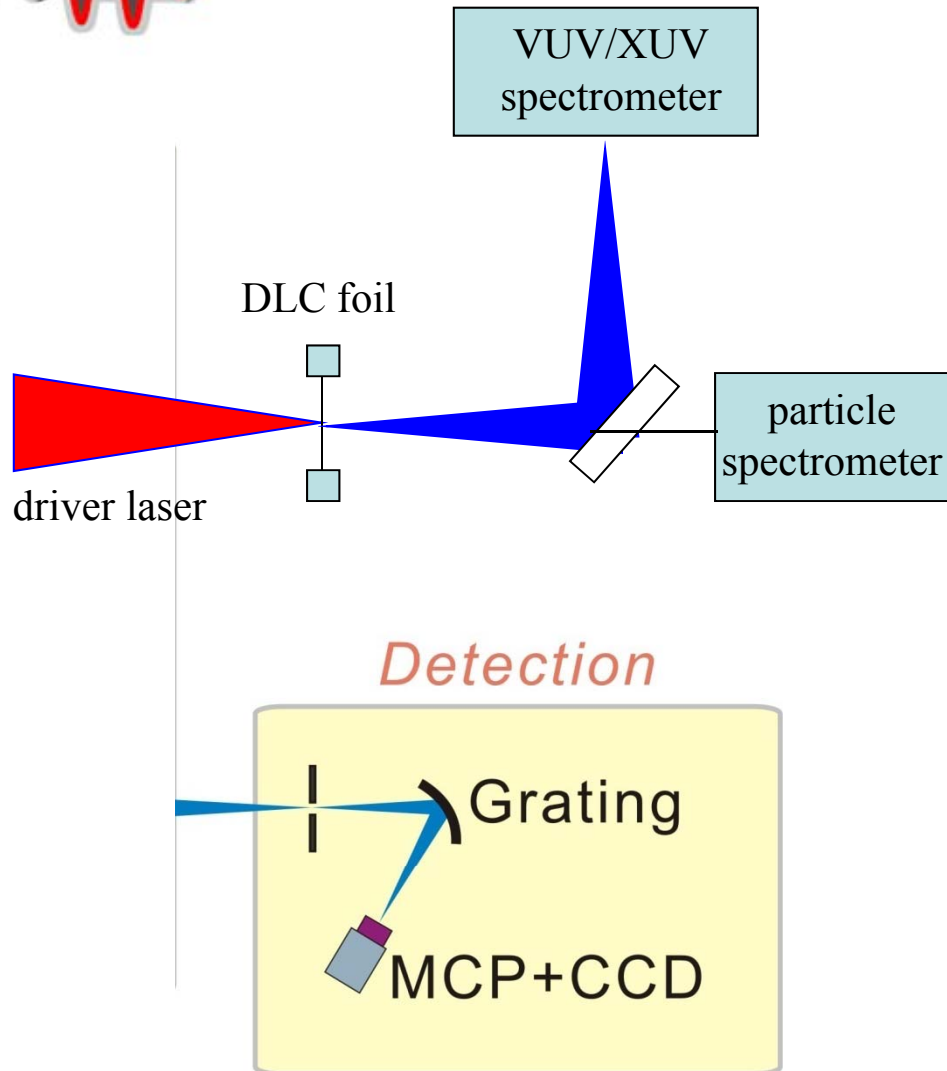 VUV/XUV
spectrometer
DLC foil
particle
spectrometer
driver laser
Detection
Grating
MCP+CCD